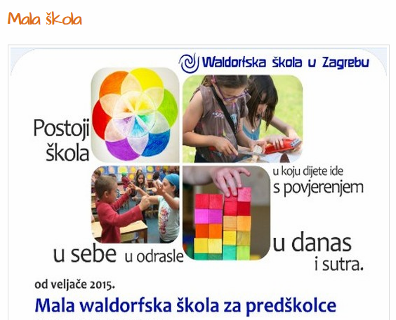 Mala škola
Waldorfska škola u Zagrebu
Postoji
škola
u koju dijete ide
s povjerenjem
u sebe u odrasle
u danas
i sutra.
od veljače 2015.
Mala waldorfska škola za predškolce